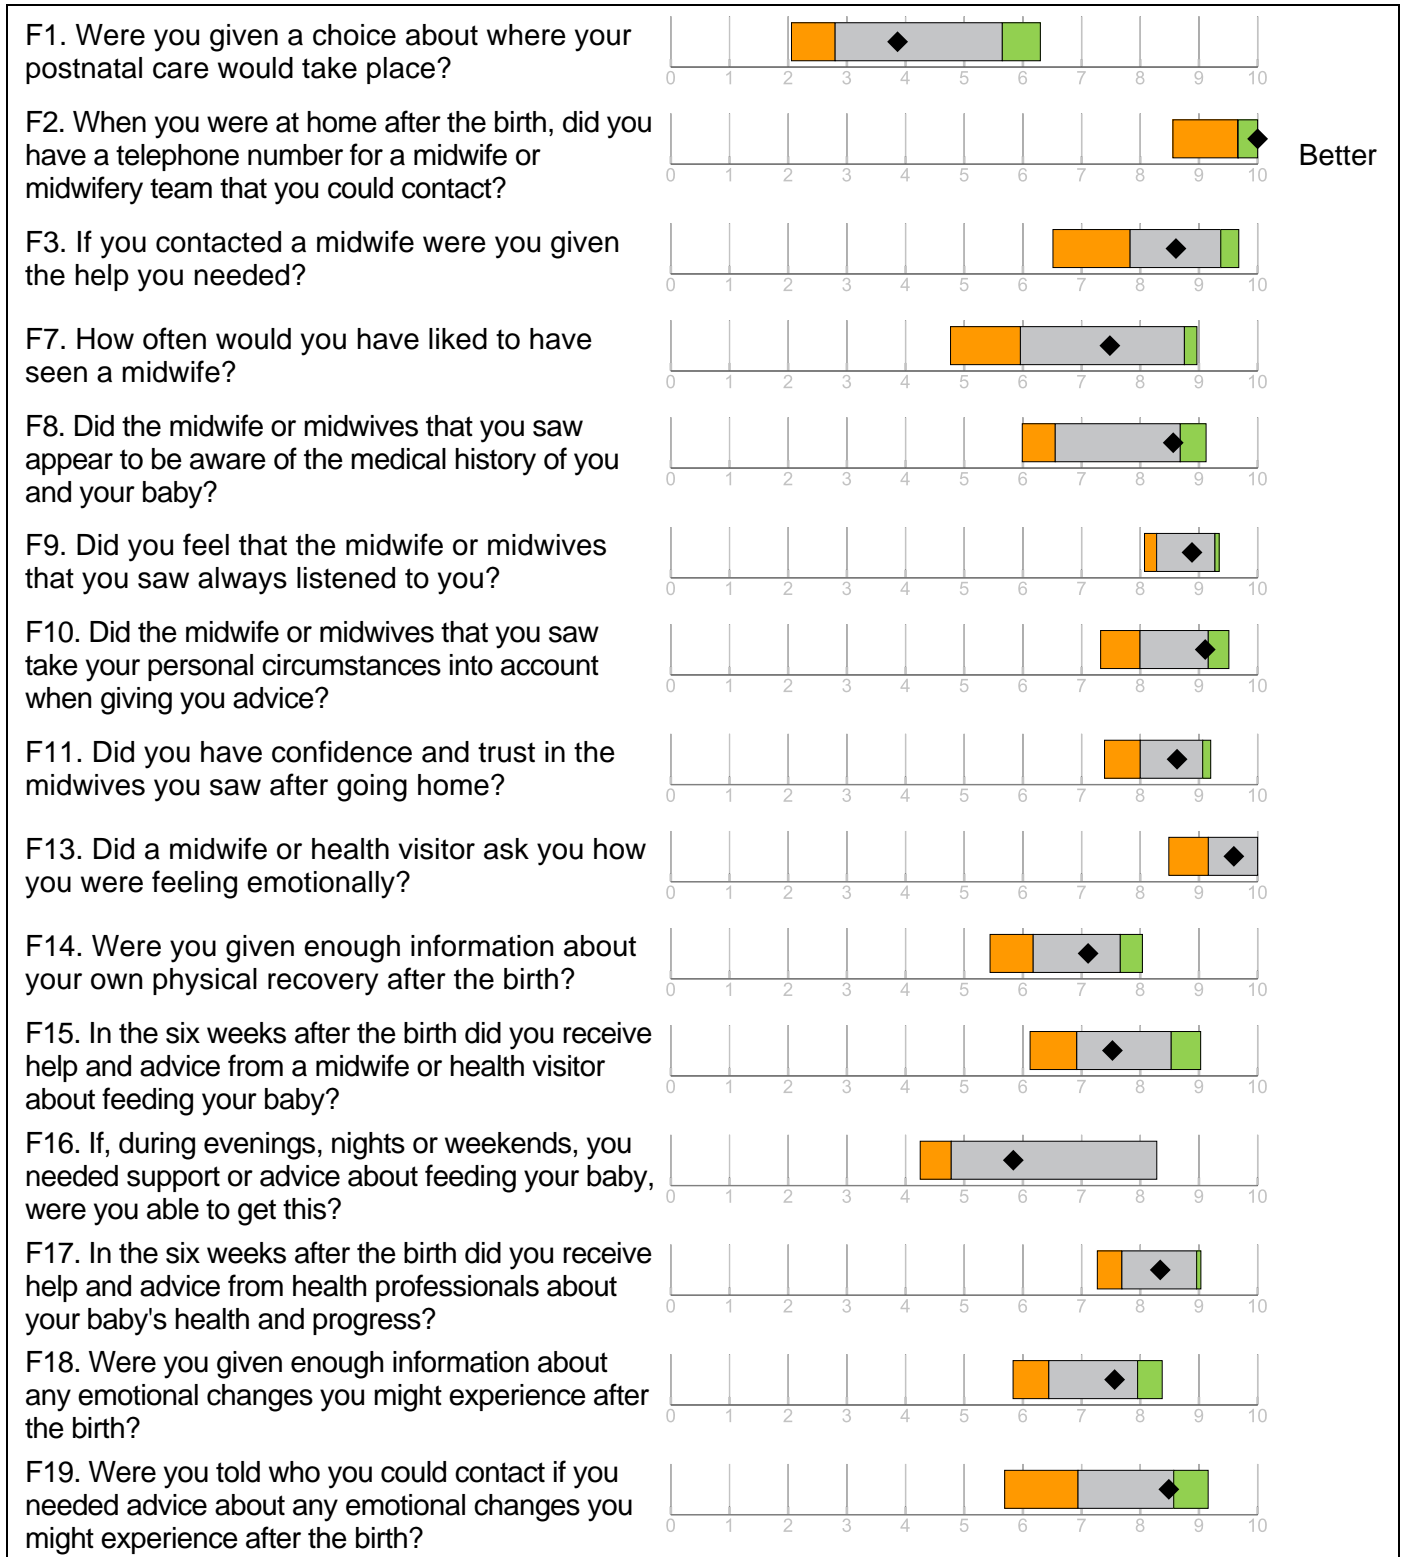 F1. Were you given a choice about where your
postnatal care would take place?
0 1 2 3 4 5 6 7 8 9 10
F2. When you were at home after the birth, did you
have a telephone number for a midwife or
midwifery team that you could contact?
0 1 2 3 4 5 6 7 8 9 10
Better
F3. If you contacted a midwife were you given
the help you needed?
0 1 2 3 4 5 6 7 8 9 10
F7. How often would you have liked to have
seen a midwife?
0 1 2 3 4 5 6 7 8 9 10
F8. Did the midwife or midwives that you saw
appear to be aware of the medical history of you
and your baby?
0 1 2 3 4 5 6 7 8 9 10
F9. Did you feel that the midwife or midwives
that you saw always listened to you?
0 1 2 3 4 5 6 7 8 9 10
F10. Did the midwife or midwives that you saw
take your personal circumstances into account
when giving you advice?
0 1 2 3 4 5 6 7 8 9 10
F11. Did you have confidence and trust in the
midwives you saw after going home?
0 1 2 3 4 5 6 7 8 9 10
F13. Did a midwife or health visitor ask you how
you were feeling emotionally?
0 1 2 3 4 5 6 7 8 9 10
F14. Were you given enough information about
your own physical recovery after the birth?
0 1 2 3 4 5 6 7 8 9 10
F15. In the six weeks after the birth did you receive
help and advice from a midwife or health visitor
about feeding your baby?
0 1 2 3 4 5 6 7 8 9 10
F16. If, during evenings, nights or weekends, you
needed support or advice about feeding your baby,
were you able to get this?
0 1 2 3 4 5 6 7 8 9 10
F17. In the six weeks after the birth did you receive
help and advice from health professionals about
your baby's health and progress?
0 1 2 3 4 5 6 7 8 9 10
F18. Were you given enough information about
any emotional changes you might experience after
the birth?
0 1 2 3 4 5 6 7 8 9 10
F19. Were you told who you could contact if you
needed advice about any emotional changes you
might experience after the birth?
0 1 2 3 4 5 6 7 8 9 10